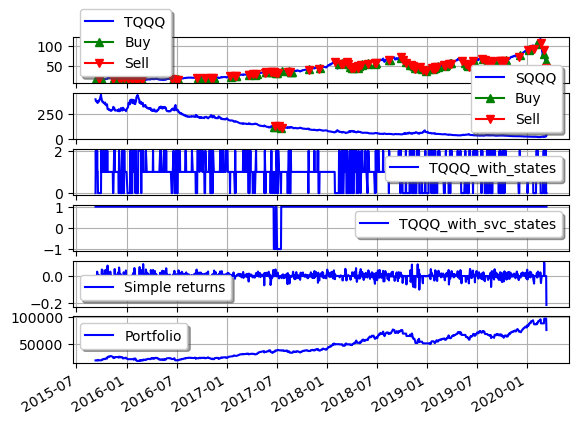 TQQQ
Buy
Sell
100
50
SQQQ
Buy
Sell
250
0
2
0
TQQQ_with_states
1
0
−1
TQQQ_with_svc_states
0.0
−0.2
Simple returns
100000
50000
Portfolio
2015-07
2016-01
2016-07
2017-01
2017-07
2018-01
2018-07
2019-01
2019-07
2020-01